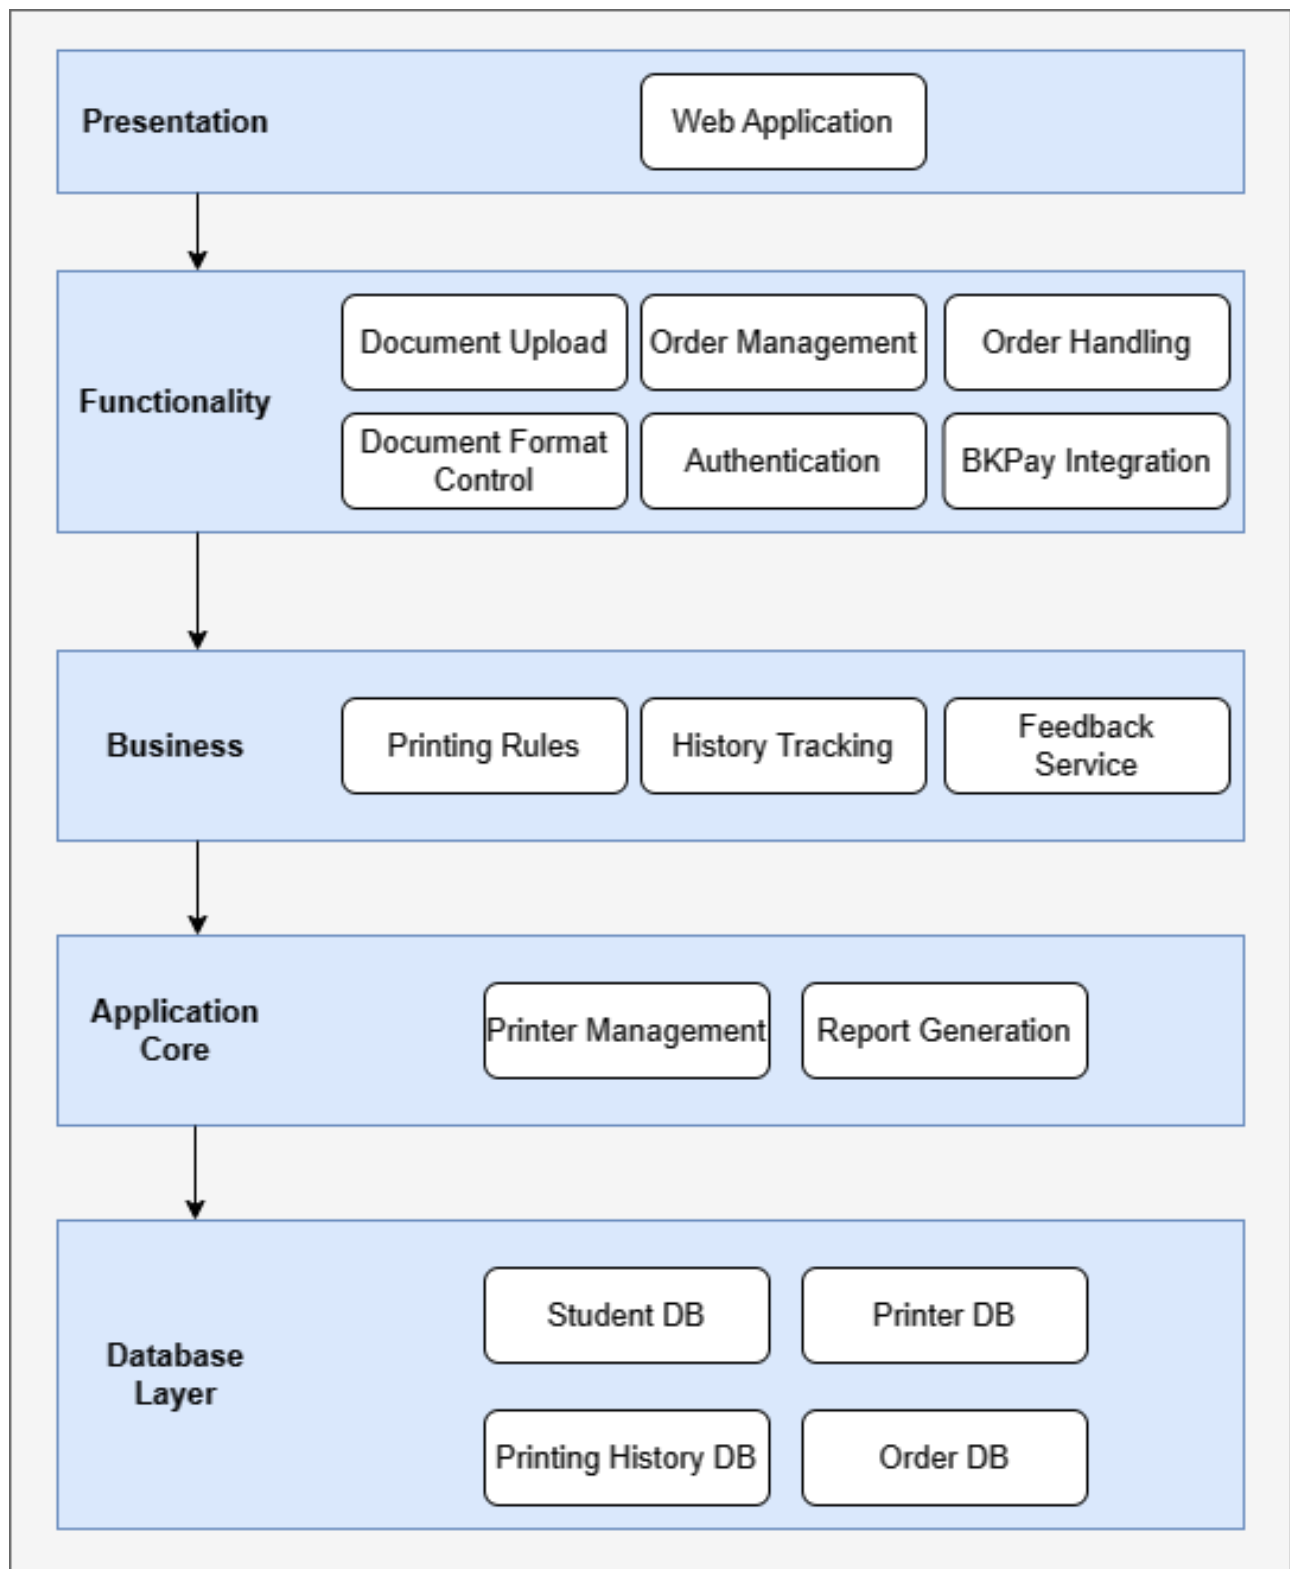 Presentation
Web Application
Functionality
Document Upload
Order Management
Order Handling
Document Format
Control
Authentication
BKPay Integration
Business
Printing Rules
History Tracking
Feedback
Service
Application
Core
Printer Management
Report Generation
Database
Layer
Student DB
Printer DB
Printing History DB
Order DB